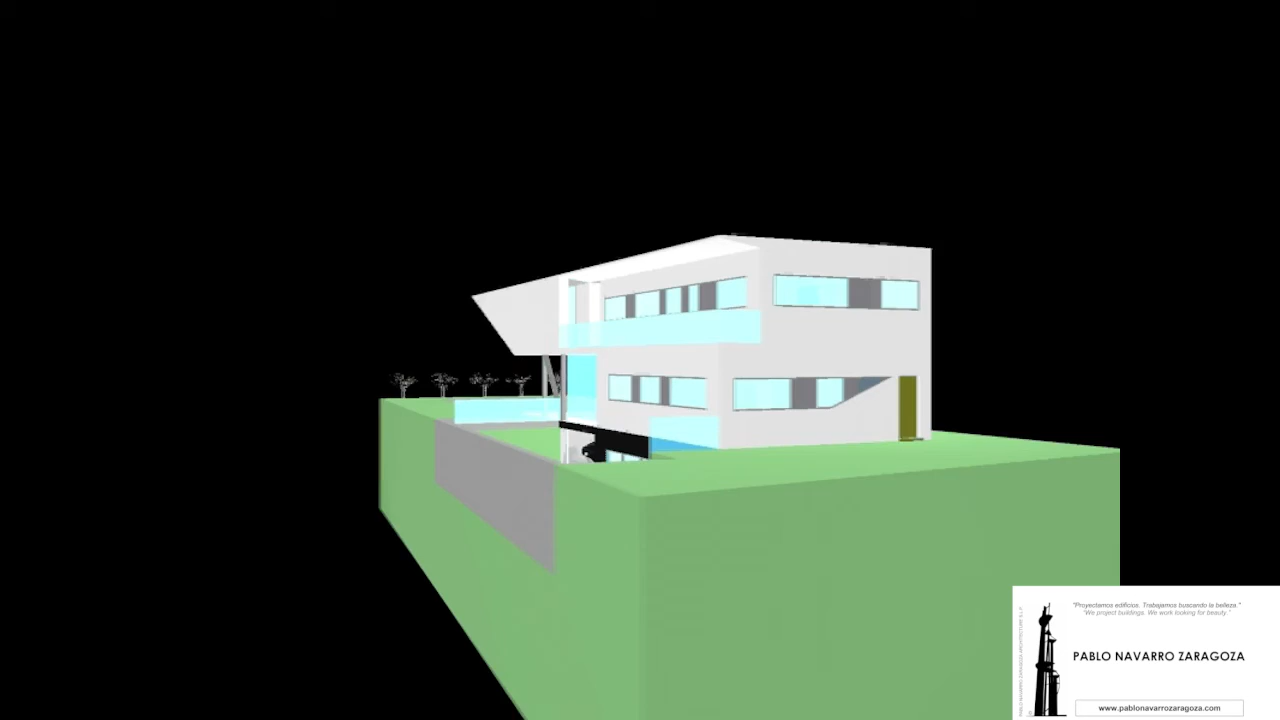 "Proyectamos edificios. Trabajamos buscando la belleza."
"We project buildings. We work looking for beauty."
PABLO NAVARRO ZARAGOZA
www.pablonavarrozaragoza.com